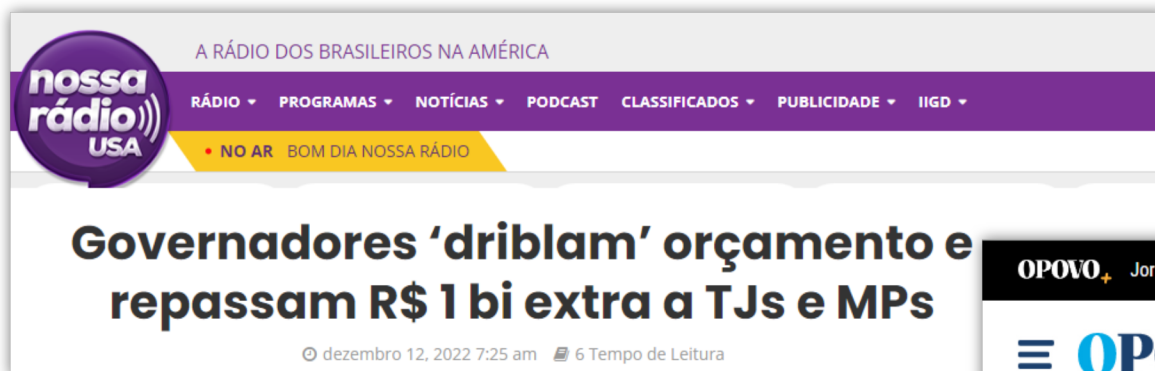 A RÁDIO DOS BRASILEIROS NA AMÉRICA
nossa
rádio
USA
RÁDIO PROGRAMAS NOTÍCIAS PODCAST CLASSIFICADOS PUBLICIDADE IIGD
• NO AR BOM DIA NOSSA RÁDIO
Governadores ‘driblam’ orçamento e
repassam R$ 1 bi extra a TJs e MPs
dezembro 12, 2022 7:25 am 6 Tempo de Leitura
OPOVO+